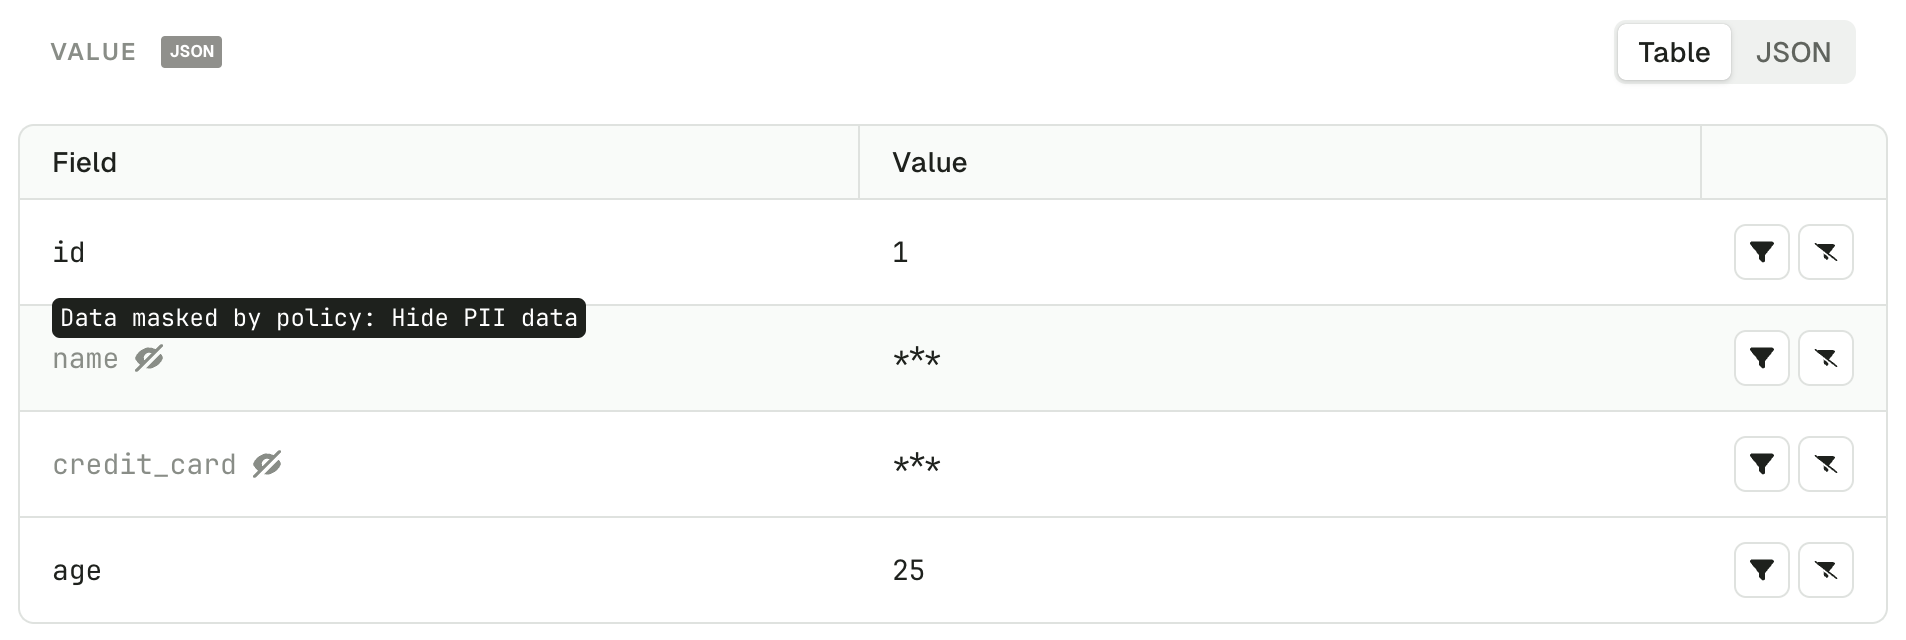 VALUE JSON Table JSON
Field Value
id 1
Data masked by policy: Hide PII data
name ***
credit_card ***
age 25